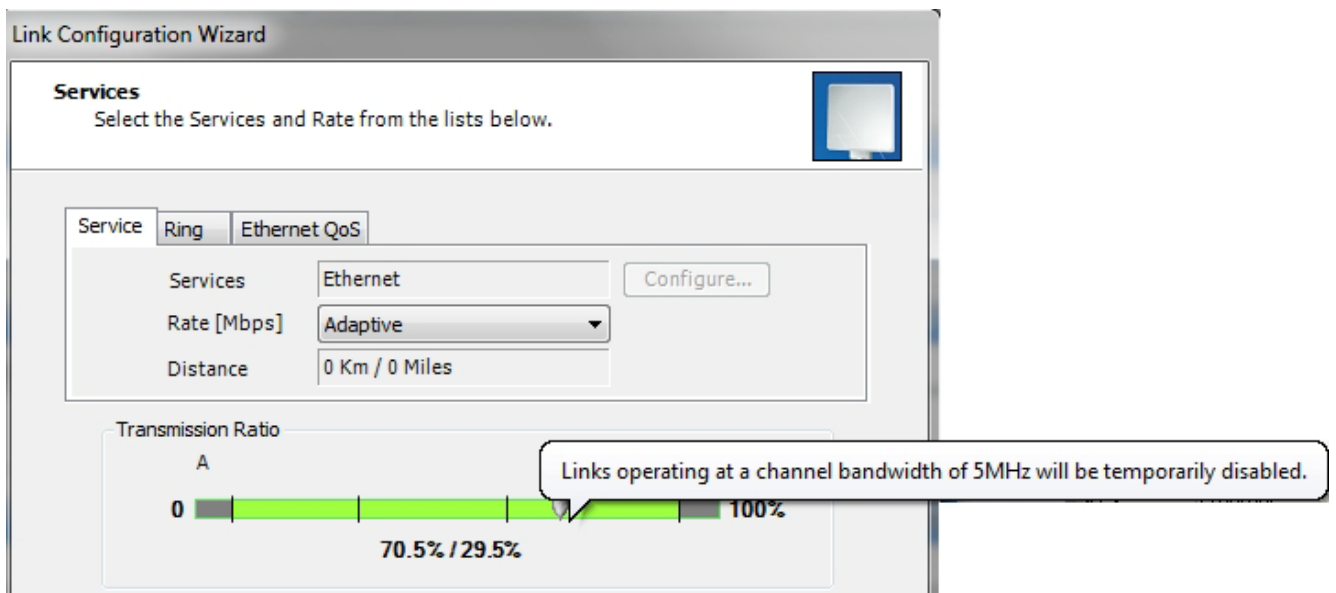 Link Configuration Wizard
Services
Select the Services and Rate from the lists below.
Service Ring Ethernet QoS
Services Ethernet Configure...
Rate [Mbps] Adaptive
Distance 0 Km / 0 Miles
Transmission Ratio
A
Links operating at a channel bandwidth of 5MHz will be temporarily disabled.
0 100%
70.5% / 29.5%